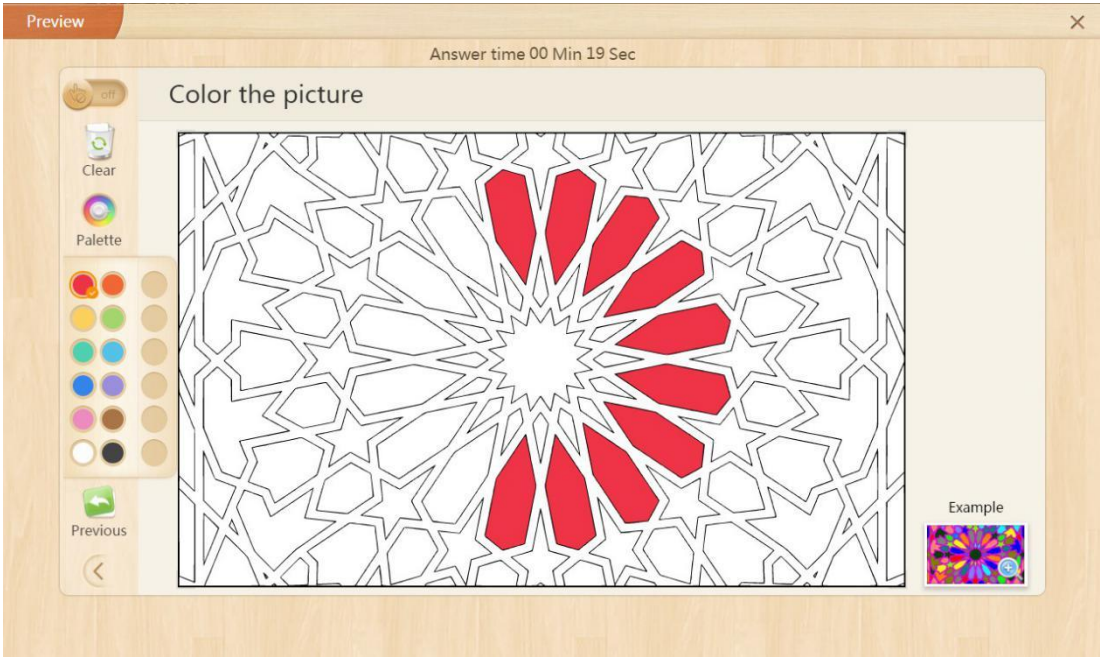 Preview
Answer time 00 Min 19 Sec
off
Color the picture
Clear
Palette
Previous
Example